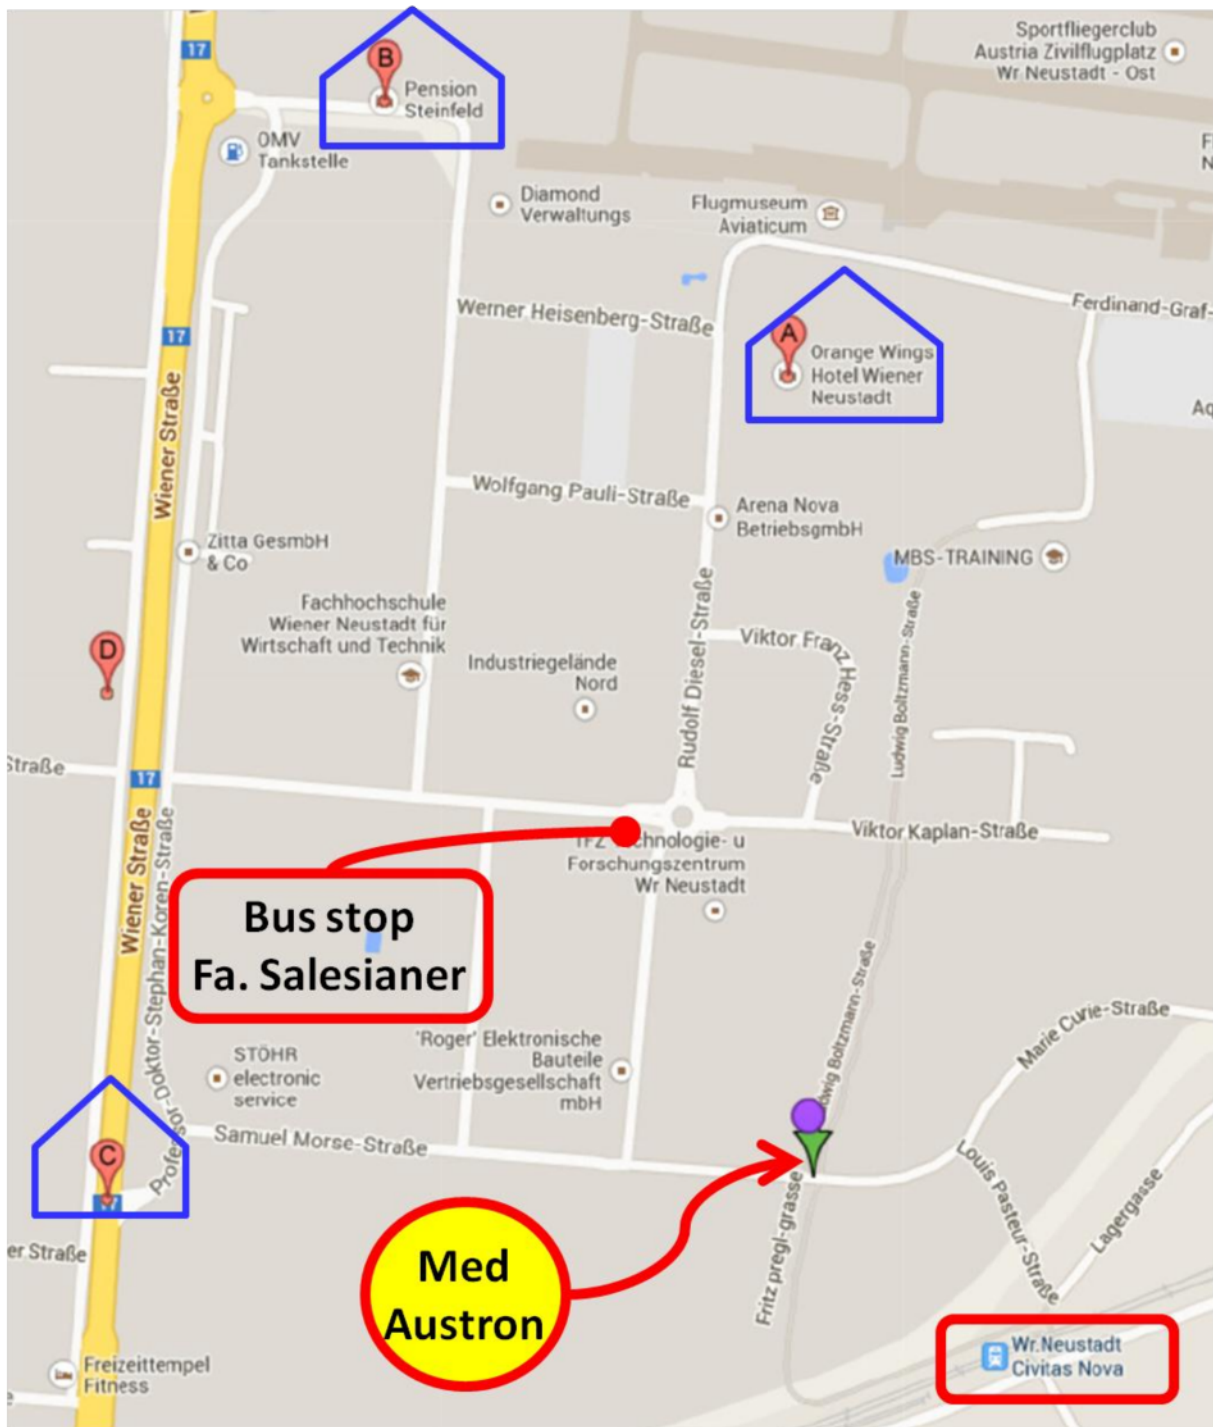 Sportfliegerclub
Austria Zivilflugplatz
Wr Neustadt - Ost
17
B
Pension
Steinfeld
OMV
Tankstelle
Diamond
Verwaltungs
Flugmuseum
Aviaticum
Werner Heisenberg-Straße
Ferdinand-Graf-
17
A
Orange Wings
Hotel Wiener
Neustadt
Wiener Straße
Wolfgang Pauli-Straße
Arena Nova
BetriebsgmbH
Zitta GesmbH
& Co
MBS-TRAINING
Fachhochschule
Wiener Neustadt für
Wirtschaft und Technik
D
Industriegelände
Nord
Rudolf Diesel-Straße
Viktor Franz Hess-Straße
Ludwig Boltzmann-Straße
Straße
17
Viktor Kaplan-Straße
TFZ Technologie- u
Forschungszentrum
Wr Neustadt
Wiener Straße
Professor-Doktor-Stephan-Koren-Straße
Bus stop
Fa. Salesianer
'Roger' Elektronische
Bauteile
Vertriebsgesellschaft
mbH
STÖHR
electronic
service
Ludwig Boltzmann-Straße
Marie Curie-Straße
Samuel Morse-Straße
C
17
Louis Pasteur-Straße
Lagergasse
Fritz pregl-grasse
er Straße
Med
Austron
Freizeittempel
Fitness
Wr.Neustadt
Civitas Nova